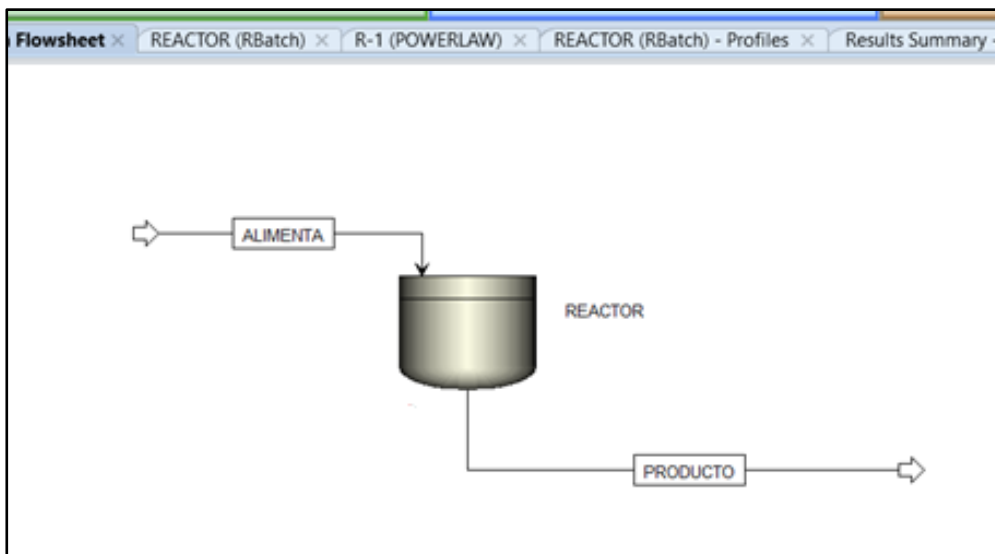 Flowsheet × REACTOR (RBatch) × R-1 (POWERLAW) × REACTOR (RBatch) - Profiles × Results Summary -
ALIMENTA
REACTOR
PRODUCTO